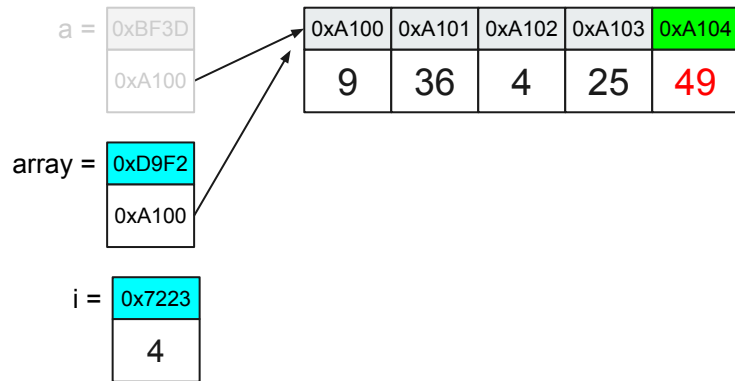 a = 0xBF3D
0xA100
0xA100 0xA101 0xA102 0xA103 0xA104
9 36 4 25 49
array = 0xD9F2
0xA100
i = 0x7223
4